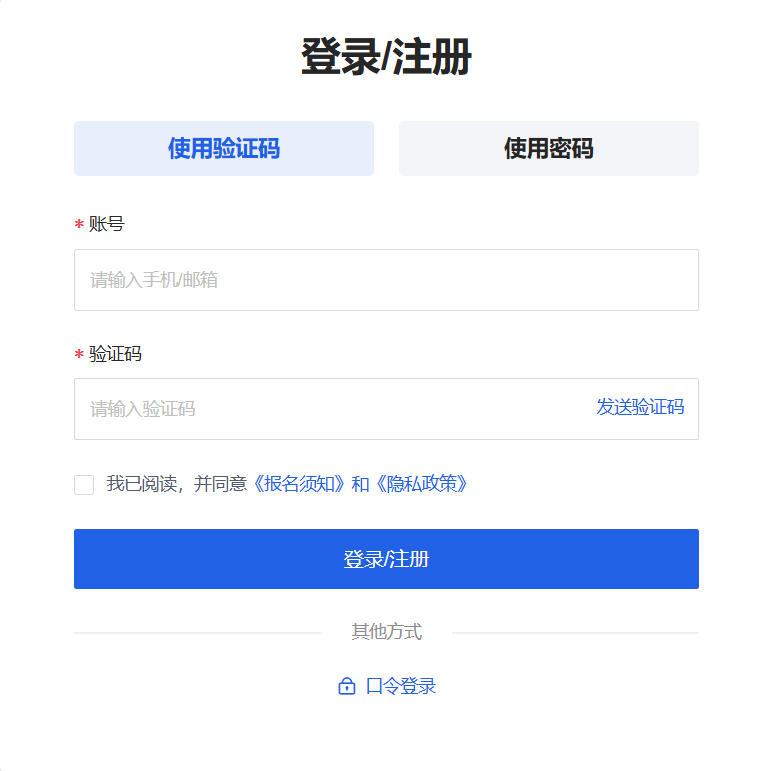 登录/注册
使用验证码 使用密码
* 账号
请输入手机/邮箱
* 验证码
请输入验证码 发送验证码
我已阅读，并同意《报名须知》和《隐私政策》
登录/注册
其他方式
口令登录